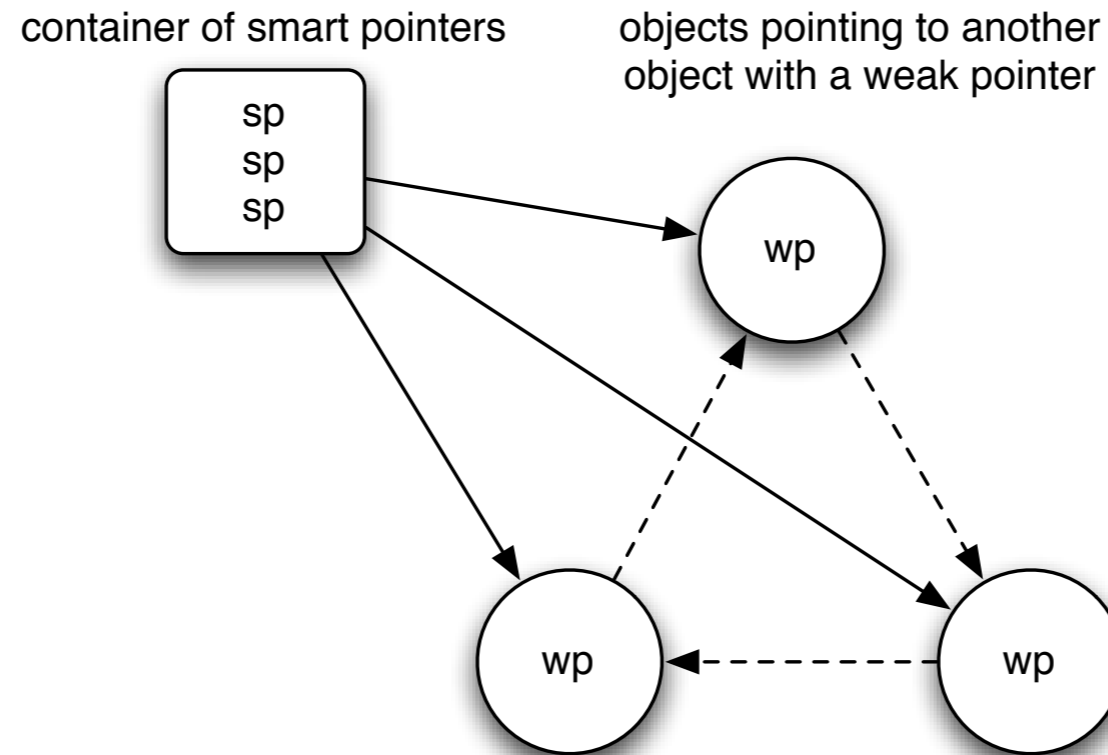 container of smart pointers
objects pointing to another
object with a weak pointer
sp
sp
sp
wp
wp
wp